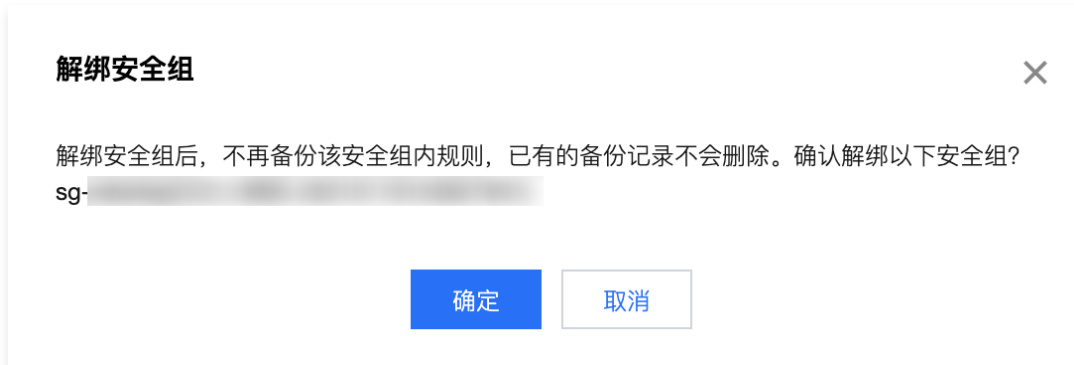 解绑安全组
解绑安全组后，不再备份该安全组内规则，已有的备份记录不会删除。确认解绑以下安全组？
sg-
确定
取消